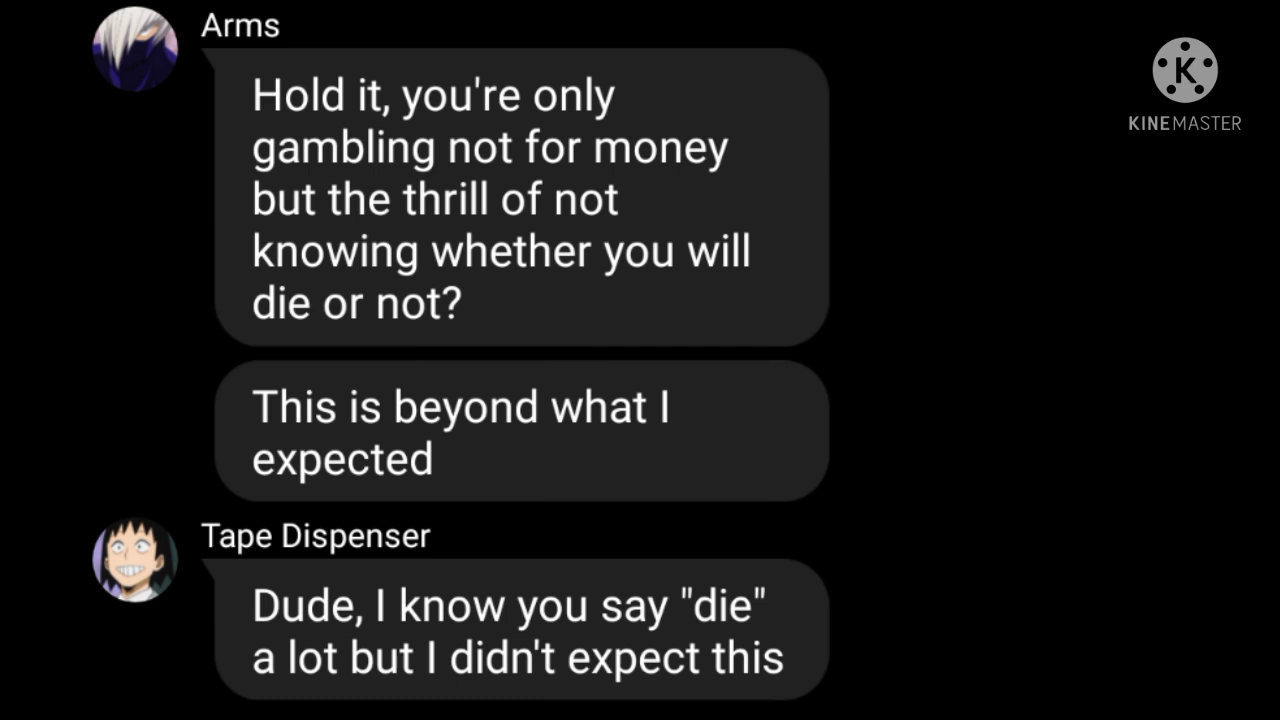 Arms
Hold it, you're only
gambling not for money
but the thrill of not
knowing whether you will
die or not?
This is beyond what I
expected
Tape Dispenser
Dude, I know you say "die"
a lot but I didn't expect this
K
KINEMASTER